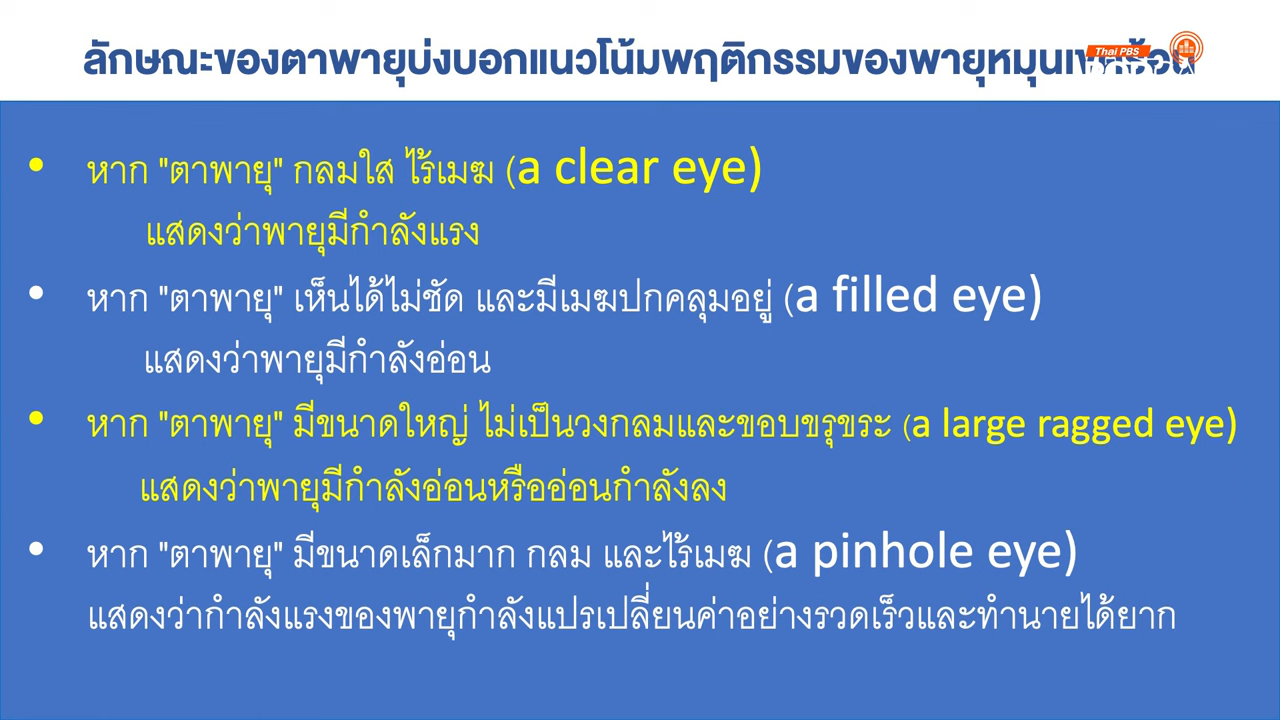 ลักษณะของตาพายุบ่งบอกแนวโน้มพฤติกรรมของพายุหมุนเขตร้อน
Thai PBS
• หาก "ตาพายุ" กลมใส ไร้เมฆ (a clear eye)
แสดงว่าพายุมีกำลังแรง
• หาก "ตาพายุ" เห็นได้ไม่ชัด และมีเมฆปกคลุมอยู่ (a filled eye)
แสดงว่าพายุมีกำลังอ่อน
• หาก "ตาพายุ" มีขนาดใหญ่ ไม่เป็นวงกลมและขอบขรุขระ (a large ragged eye)
แสดงว่าพายุมีกำลังอ่อนหรืออ่อนกำลังลง
• หาก "ตาพายุ" มีขนาดเล็กมาก กลม และไร้เมฆ (a pinhole eye)
แสดงว่ากำลังแรงของพายุกำลังแปรเปลี่ยนค่าอย่างรวดเร็วและทำนายได้ยาก